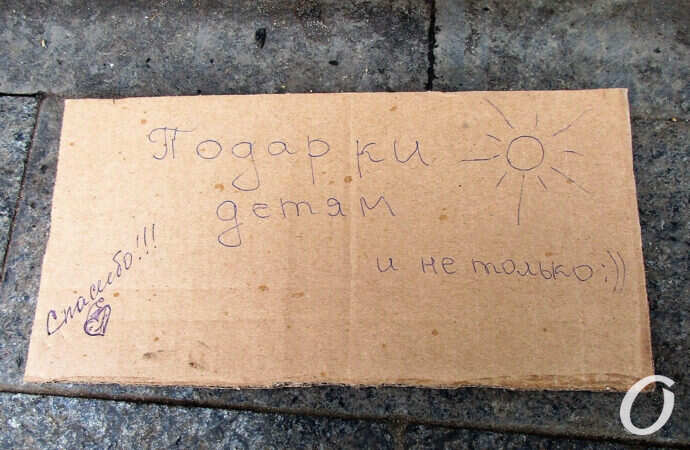 Подарки
детям
и не только :))
Спасибо!!!
О